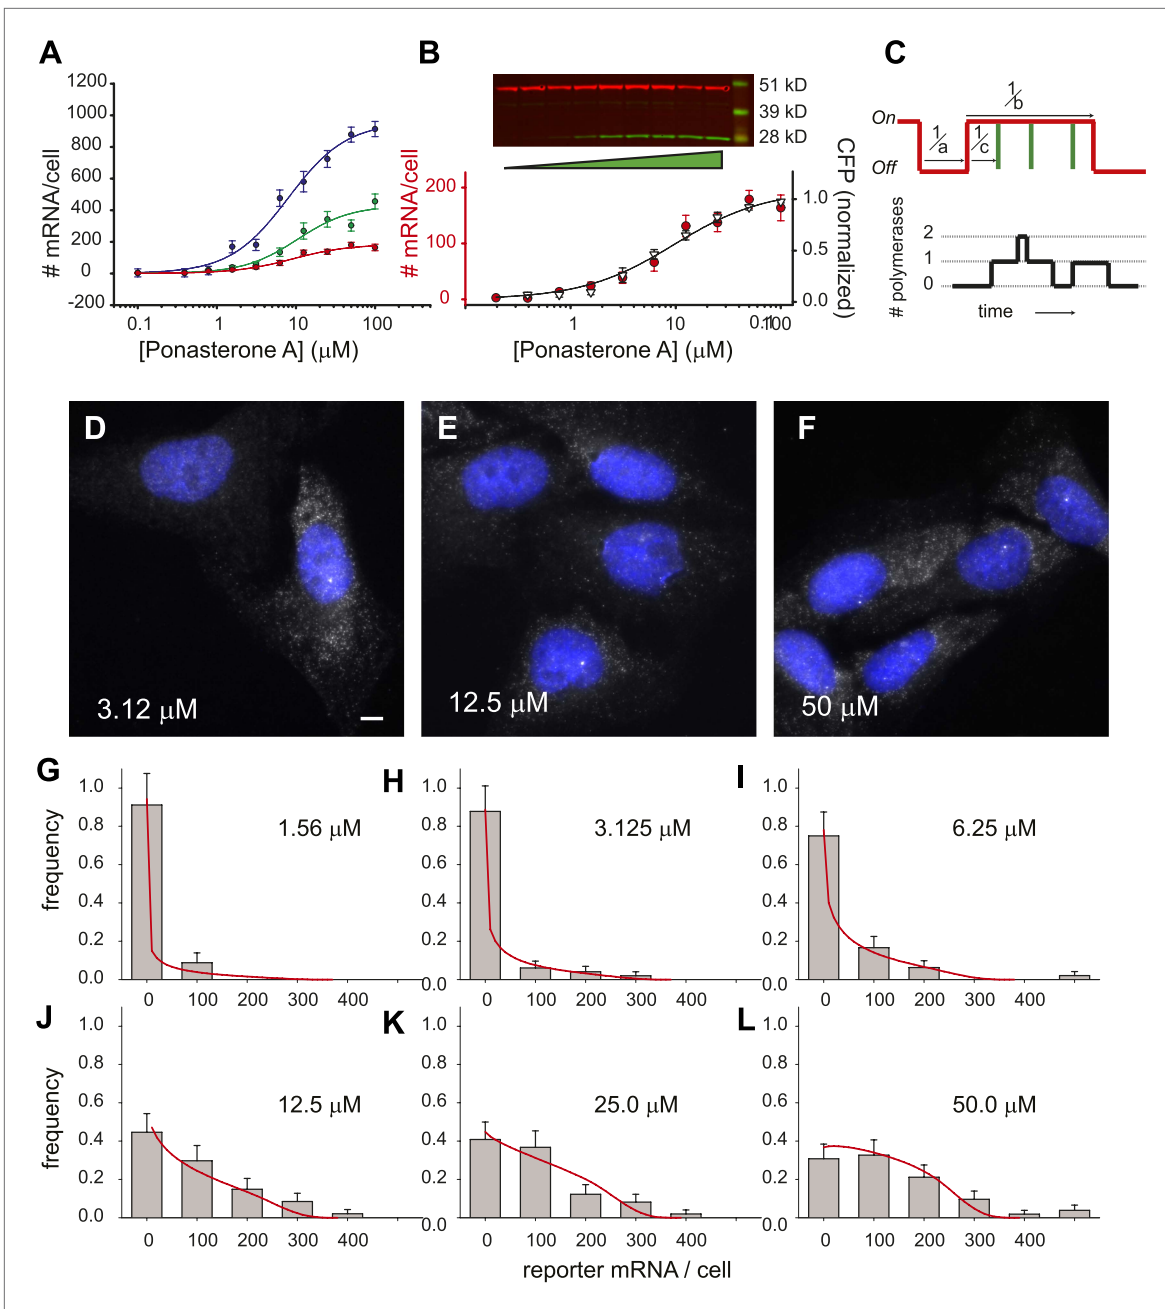 A
# mRNA/cell
1200
1000
800
600
400
200
0
-200
0.1 1 10 100
[Ponasterone A] (μM)
B
51 kD
39 kD
28 kD
# mRNA/cell
200
100
0
1.0
0.5
0.0
CFP (normalized)
1 10 0.1 100
[Ponasterone A] (μM)
C
On
Off
1/a
1/c
1/b
# polymerases
2
1
0
time
D
3.12 μM
E
12.5 μM
F
50 μM
G
frequency
1.0
0.8
0.6
0.4
0.2
0.0
1.56 μM
0 100 200 300 400
H
1.0
0.8
0.6
0.4
0.2
0.0
3.125 μM
0 100 200 300 400
I
1.0
0.8
0.6
0.4
0.2
0.0
6.25 μM
0 100 200 300 400
J
frequency
1.0
0.8
0.6
0.4
0.2
0.0
12.5 μM
0 100 200 300 400
K
1.0
0.8
0.6
0.4
0.2
0.0
25.0 μM
0 100 200 300 400
L
1.0
0.8
0.6
0.4
0.2
0.0
50.0 μM
0 100 200 300 400
reporter mRNA / cell